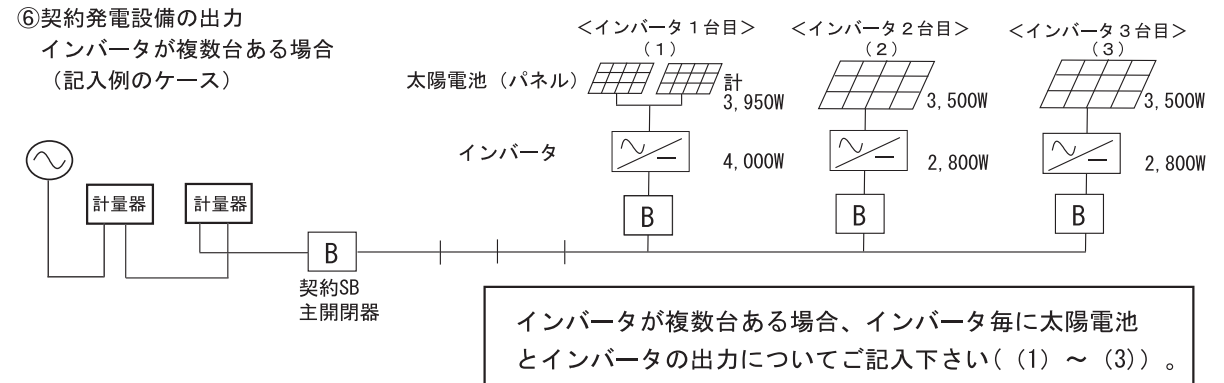 ⑥契約発電設備の出力
インバータが複数台ある場合
（記入例のケース）
＜インバータ１台目＞
（１）
＜インバータ２台目＞
（２）
＜インバータ３台目＞
（３）
太陽電池（パネル）
計
3,950W
3,500W
3,500W
インバータ
4,000W
2,800W
2,800W
計量器
計量器
B
B
B
B
契約SB
主開閉器
インバータが複数台ある場合、インバータ毎に太陽電池
とインバータの出力についてご記入下さい( (1) ～ (3)) 。